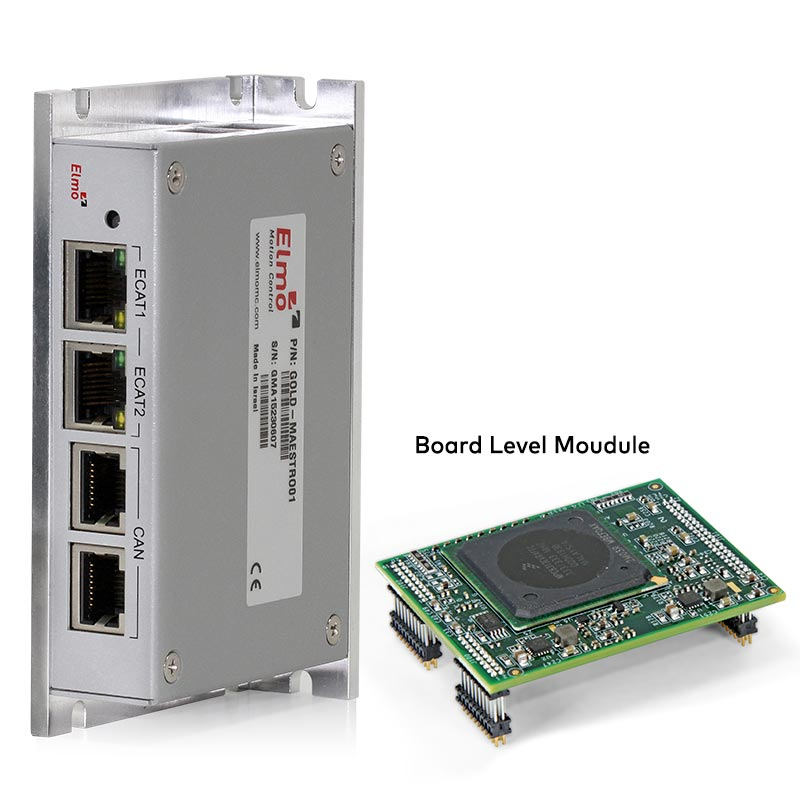 Elmo
ECAT1
ECAT2
CAN
Elmo
Motion Control
www.elmomc.com
P/N: GOLD – MAESTRO01
S/N: GMA15230607
Made in Israel
CE
Board Level Moudule